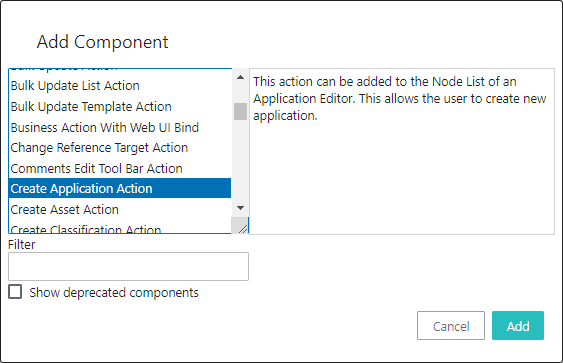 Add Component
Bulk Update Action
Bulk Update List Action
Bulk Update Template Action
Business Action With Web UI Bind
Change Reference Target Action
Comments Edit Tool Bar Action
Create Application Action
Create Asset Action
Create Classification Action
This action can be added to the Node List of an
Application Editor. This allows the user to create new
application.
Filter
Show deprecated components
Cancel
Add